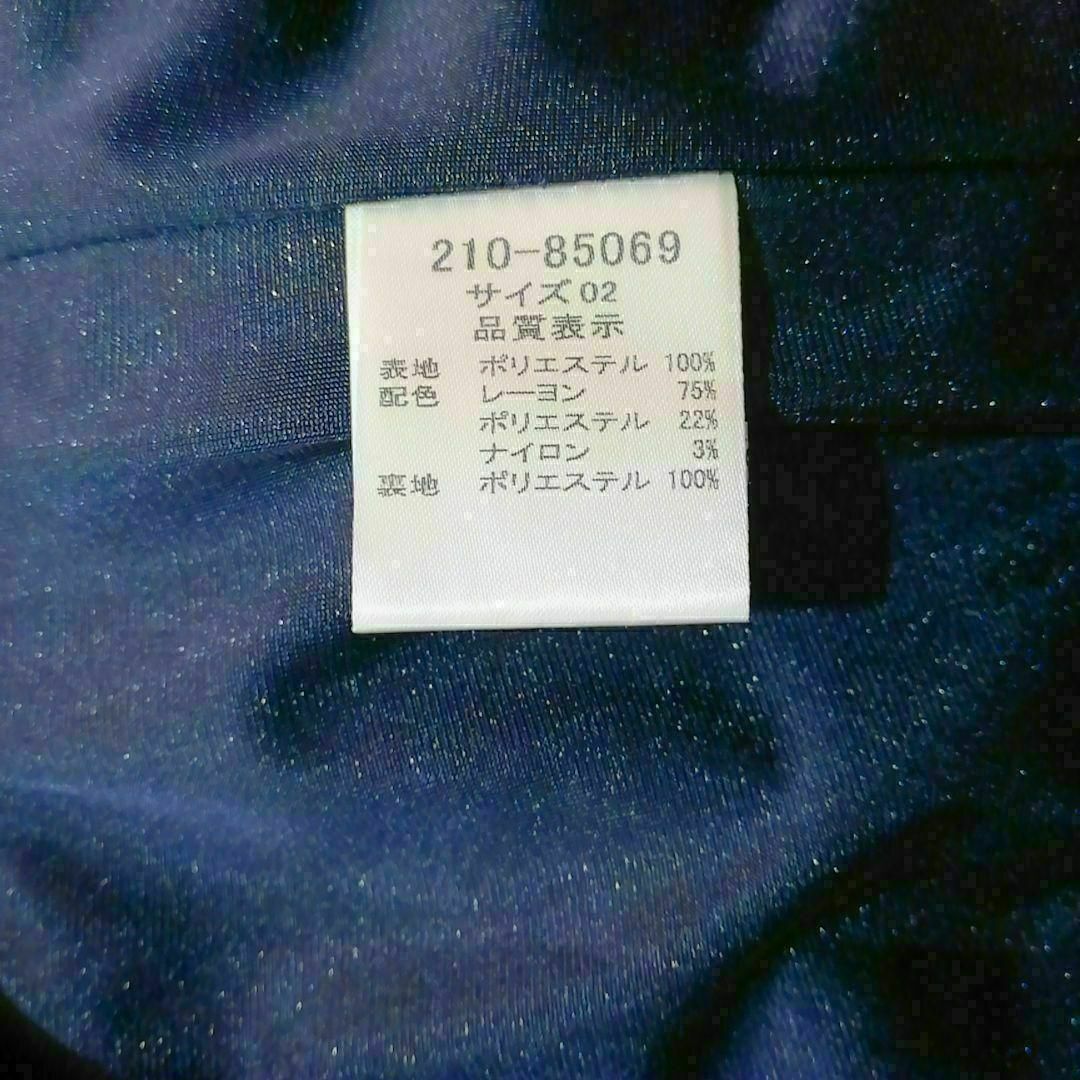 210-85069
サイズ02
品質表示
表地 ポリエステル 100%
配色 レーヨン 75%
ポリエステル 22%
ナイロン 3%
裏地 ポリエステル 100%